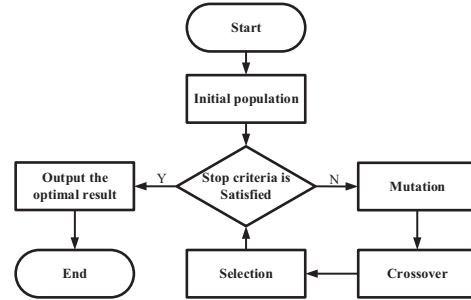 Start
Initial population
Output the
optimal result
Y
Stop criteria is
Satisfied
N
Mutation
End
Selection
Crossover